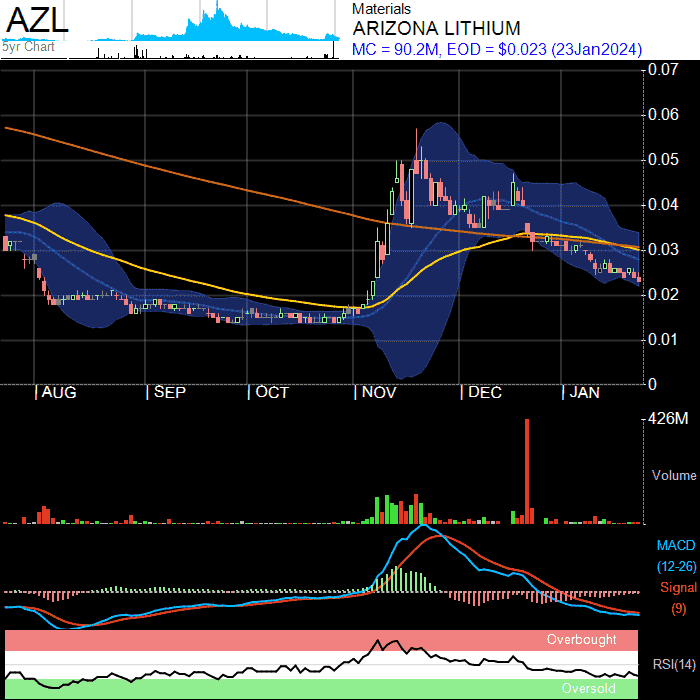 AZL
5yr Chart
Materials
ARIZONA LITHIUM
MC = 90.2M, EOD = $0.023 (23Jan2024)
0.07
0.06
0.05
0.04
0.03
0.02
0.01
0
AUG SEP OCT NOV DEC JAN
426M
Volume
MACD
(12-26)
Signal
(9)
Overbought
RSI(14)
Oversold